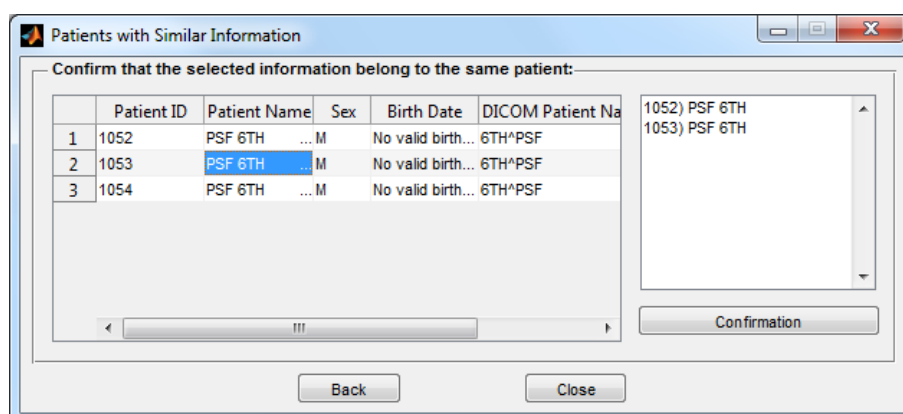 Patients with Similar Information
Confirm that the selected information belong to the same patient:
Patient ID Patient Name Sex Birth Date DICOM Patient Na
1 1052 PSF 6TH ... M No valid birth... 6TH^PSF
2 1053 PSF 6TH ... M No valid birth... 6TH^PSF
3 1054 PSF 6TH ... M No valid birth... 6TH^PSF
1052) PSF 6TH
1053) PSF 6TH
Confirmation
Back Close